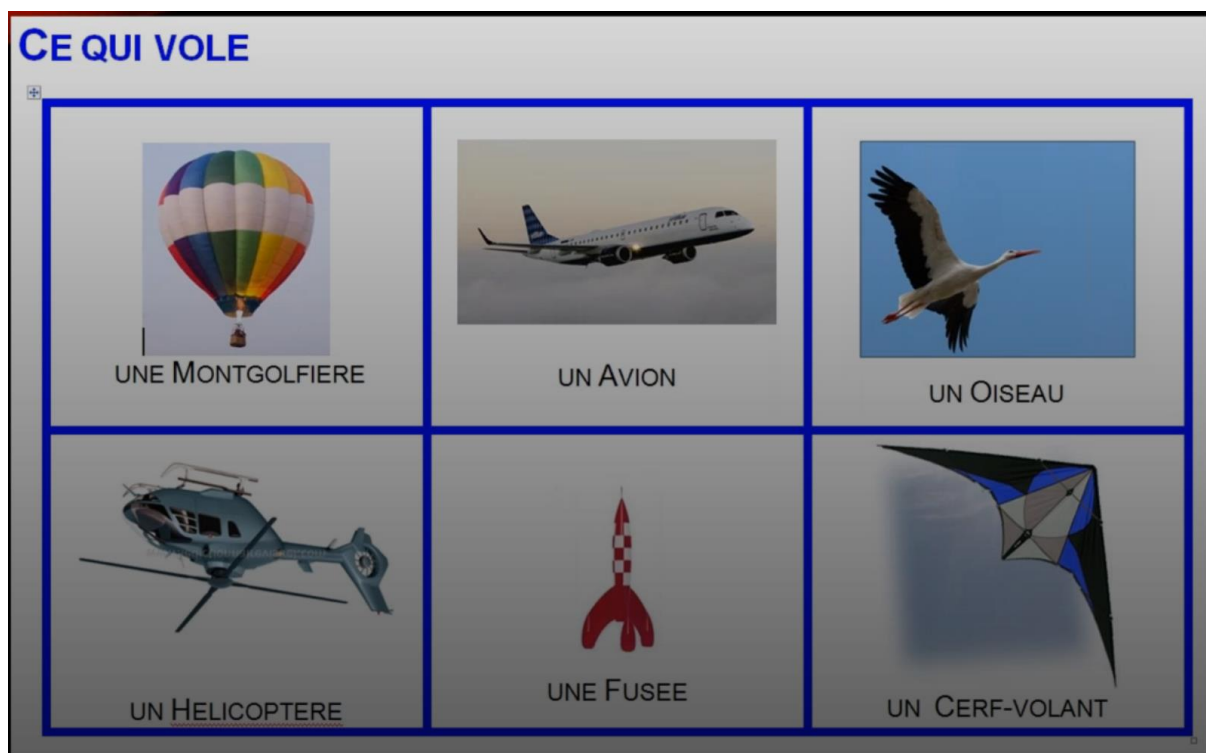 CE QUI VOLE
UNE MONTGOLFIERE
UN AVION
UN OISEAU
UN HELICOPTERE
UNE FUSEE
UN CERF-VOLANT